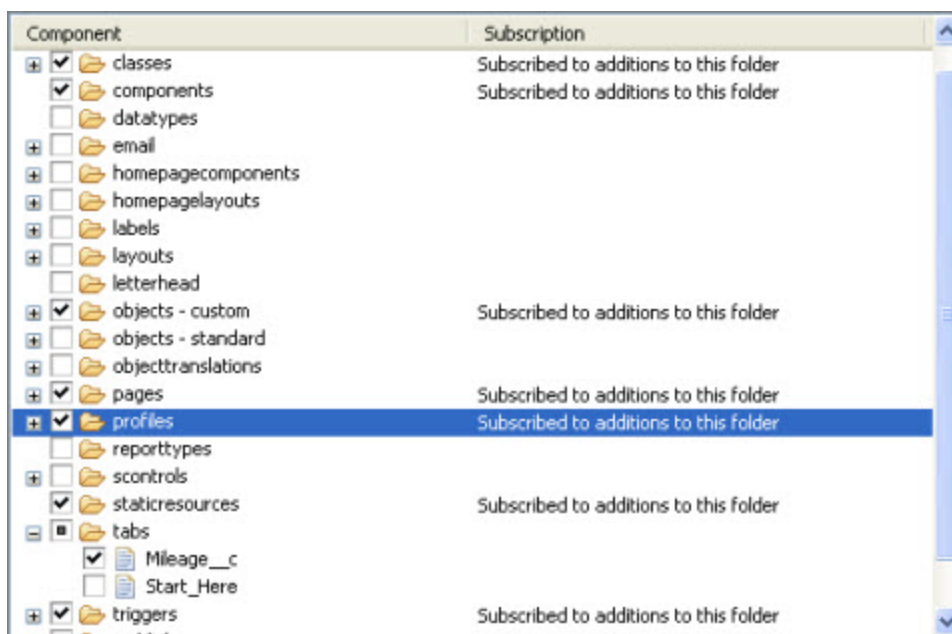 Component Subscription
classes Subscribed to additions to this folder
components Subscribed to additions to this folder
datatypes
email
homepagecomponents
homepagelayouts
labels
layouts
letterhead
objects - custom Subscribed to additions to this folder
objects - standard
objecttranslations
pages Subscribed to additions to this folder
profiles Subscribed to additions to this folder
reporttypes
scontrols
staticresources Subscribed to additions to this folder
tabs
Mileage__c
Start_Here
triggers Subscribed to additions to this folder